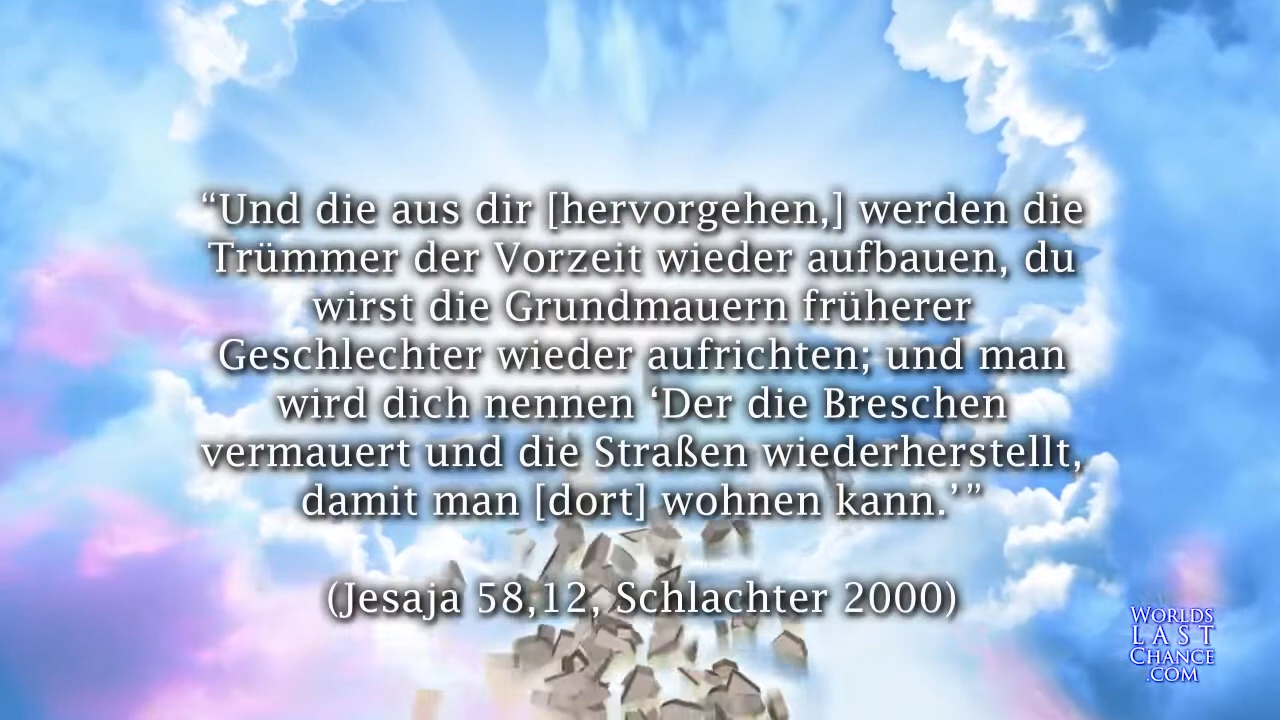 “Und die aus dir [hervorgehen,] werden die
Trümmer der Vorzeit wieder aufbauen, du
wirst die Grundmauern früherer
Geschlechter wieder aufrichten; und man
wird dich nennen ‘Der die Breschen
vermauert und die Straßen wiederherstellt,
damit man [dort] wohnen kann.’”
(Jesaja 58,12, Schlachter 2000)
WORLDS
LAST
CHANCE
.COM